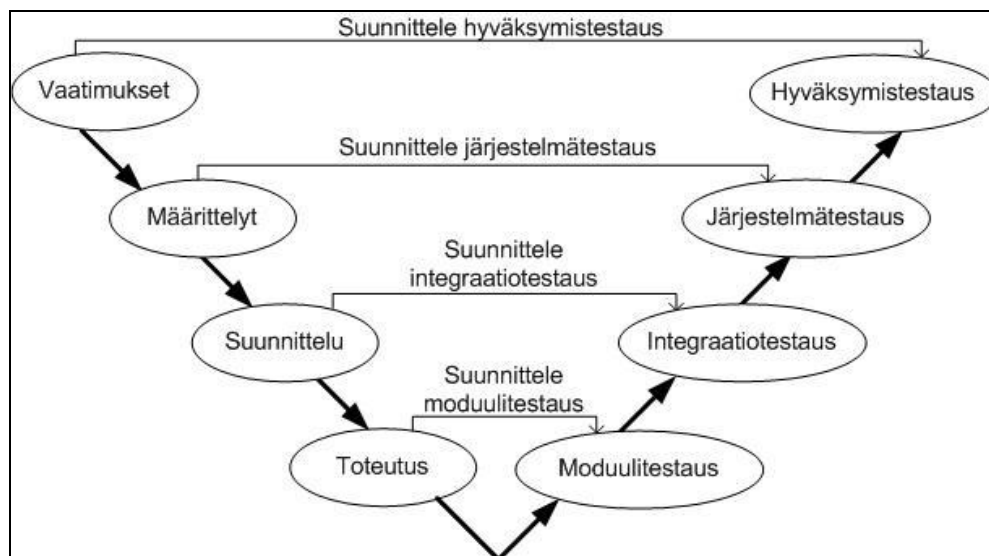 Suunnittele hyväksymistestaus
Vaatimukset
Hyväksymistestaus
Suunnittele järjestelmätestaus
Määrittelyt
Järjestelmätestaus
Suunnittele
integraatiotestaus
Suunnittelu
Integraatiotestaus
Suunnittele
moduulitestaus
Toteutus
Moduulitestaus